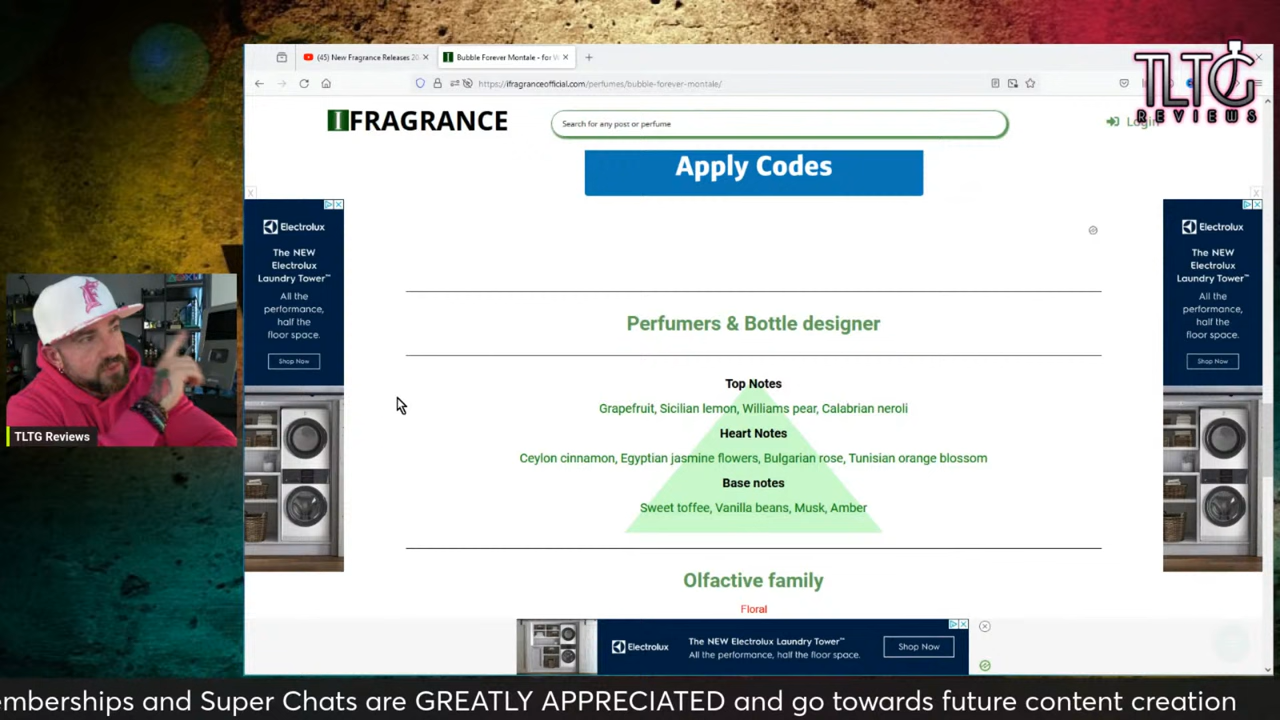 (45) New Fragrance Releases 20
Bubble Forever Montale - for W
https://ifragranceofficial.com/perfumes/bubble-forever-montale/
TLTG
REVIEWS
IFRAGRANCE
Search for any post or perfume
Login
Apply Codes
Electrolux
The NEW
Electrolux
Laundry Tower™
All the
performance,
half the
floor space.
Shop Now
Electrolux
The NEW
Electrolux
Laundry Tower™
All the
performance,
half the
floor space.
Shop Now
Perfumers & Bottle designer
Top Notes
Grapefruit, Sicilian lemon, Williams pear, Calabrian neroli
Heart Notes
Ceylon cinnamon, Egyptian jasmine flowers, Bulgarian rose, Tunisian orange blossom
Base notes
Sweet toffee, Vanilla beans, Musk, Amber
TLTG Reviews
Olfactive family
Floral
Electrolux
The NEW Electrolux Laundry Tower™
All the performance, half the floor space.
Shop Now
emberships and Super Chats are GREATLY APPRECIATED and go towards future content creation